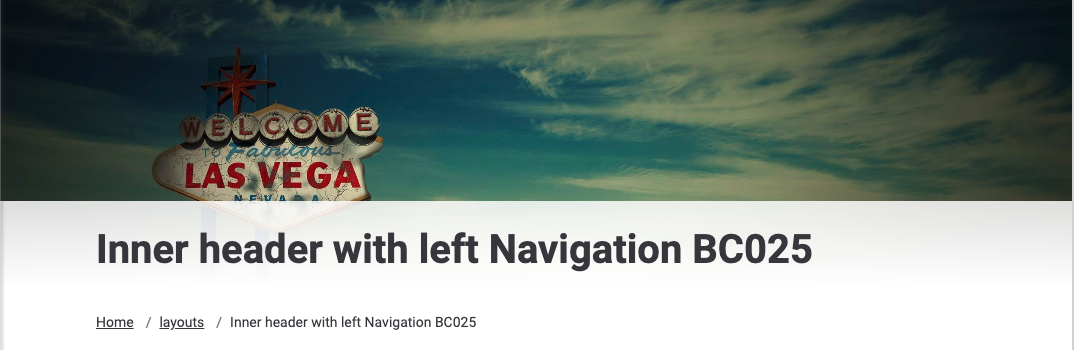 WELCOME
TO Fabulous
LAS VEGA
NEVADA
Inner header with left Navigation BC025
Home / layouts / Inner header with left Navigation BC025